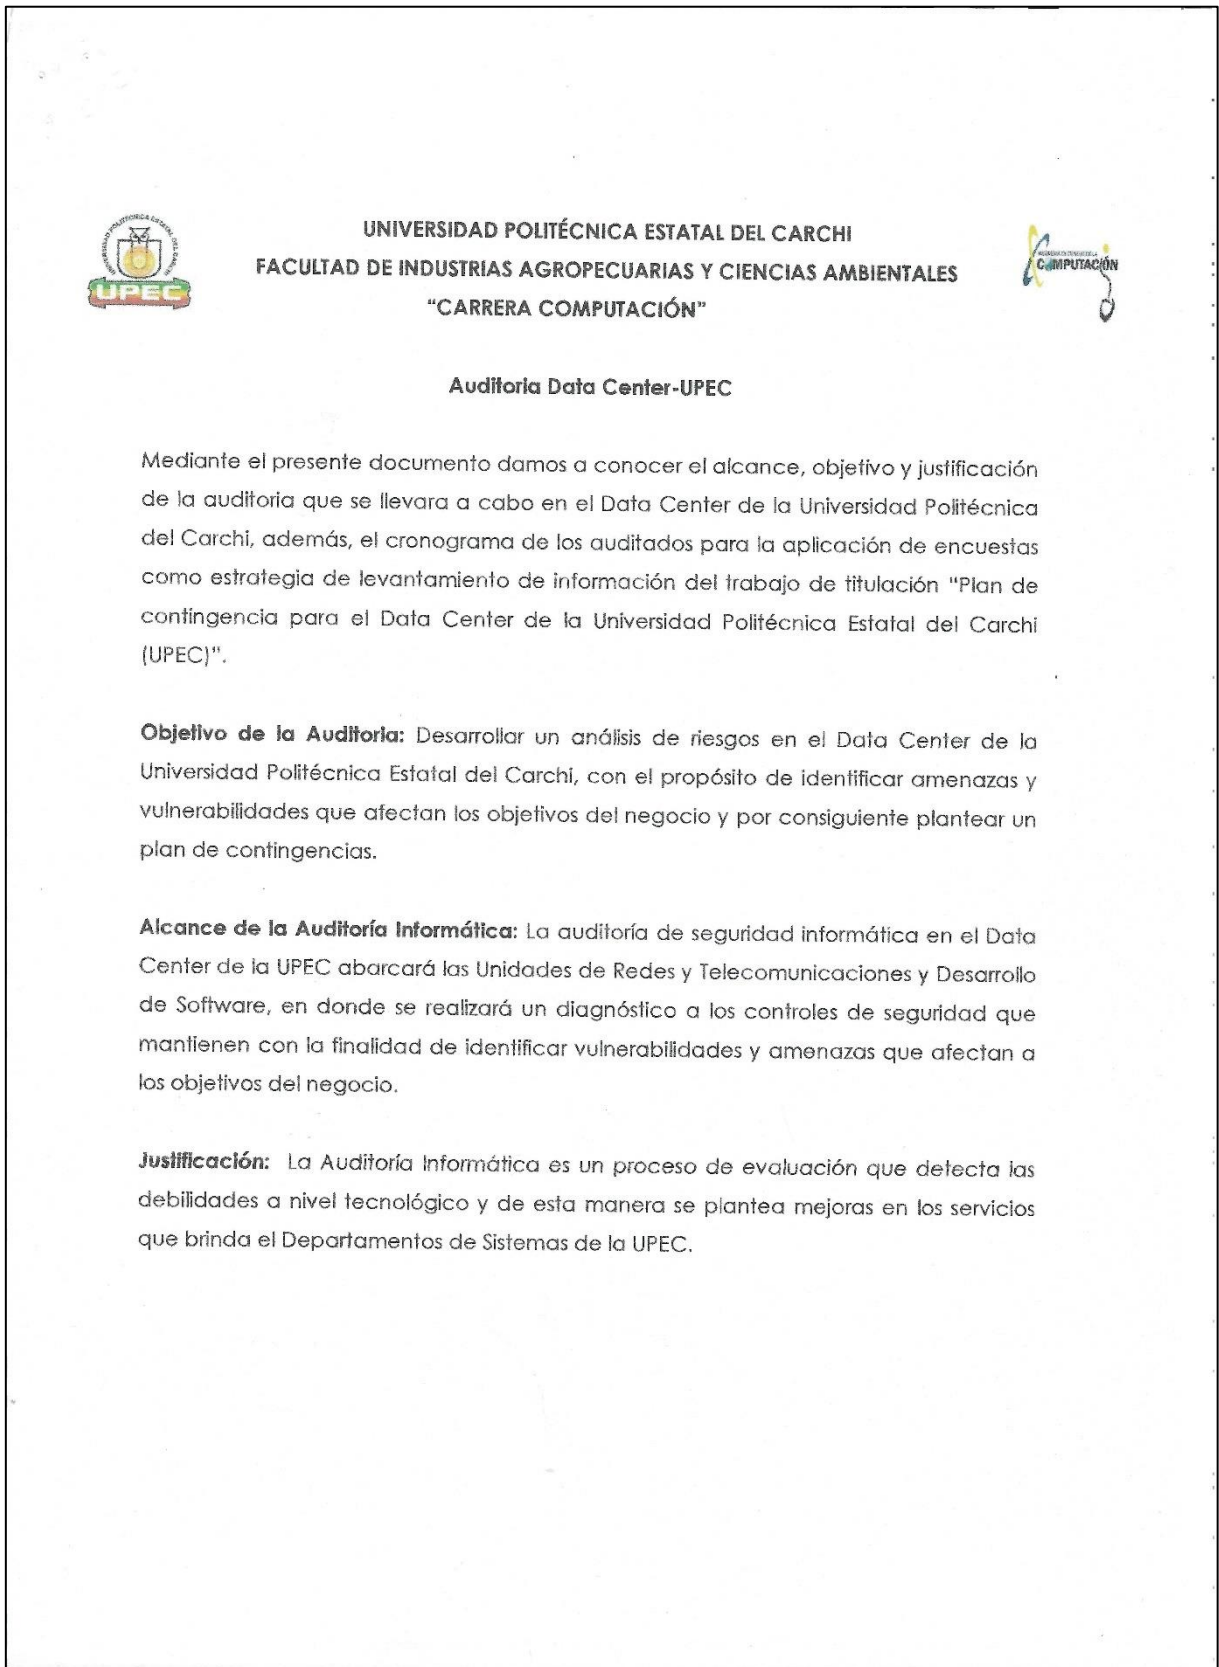 UNIVERSIDAD POLITÉCNICA ESTATAL DEL CARCHI
FACULTAD DE INDUSTRIAS AGROPECUARIAS Y CIENCIAS AMBIENTALES
"CARRERA COMPUTACIÓN"
UPEC
COMPUTACIÓN
Auditoria Data Center-UPEC
Mediante el presente documento damos a conocer el alcance, objetivo y justificación
de la auditoria que se llevara a cabo en el Data Center de la Universidad Politécnica
del Carchi, además, el cronograma de los auditados para la aplicación de encuestas
como estrategia de levantamiento de información del trabajo de titulación "Plan de
contingencia para el Data Center de la Universidad Politécnica Estatal del Carchi
(UPEC)".
Objetivo de la Auditoria: Desarrollar un análisis de riesgos en el Data Center de la
Universidad Politécnica Estatal del Carchi, con el propósito de identificar amenazas y
vulnerabilidades que afectan los objetivos del negocio y por consiguiente plantear un
plan de contingencias.
Alcance de la Auditoría Informática: La auditoría de seguridad informática en el Data
Center de la UPEC abarcará las Unidades de Redes y Telecomunicaciones y Desarrollo
de Software, en donde se realizará un diagnóstico a los controles de seguridad que
mantienen con la finalidad de identificar vulnerabilidades y amenazas que afectan a
los objetivos del negocio.
Justificación: La Auditoría Informática es un proceso de evaluación que detecta las
debilidades a nivel tecnológico y de esta manera se plantea mejoras en los servicios
que brinda el Departamentos de Sistemas de la UPEC.